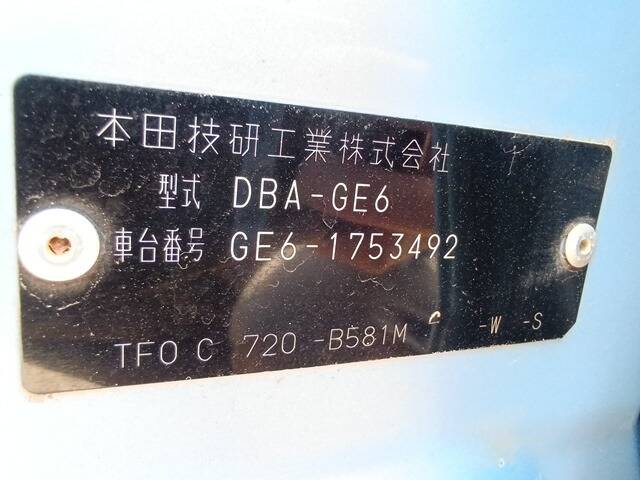 本田技研工業株式会社
型式 DBA-GE6
車台番号 GE6-1753492
TF0 C 720 -B581M -W -S